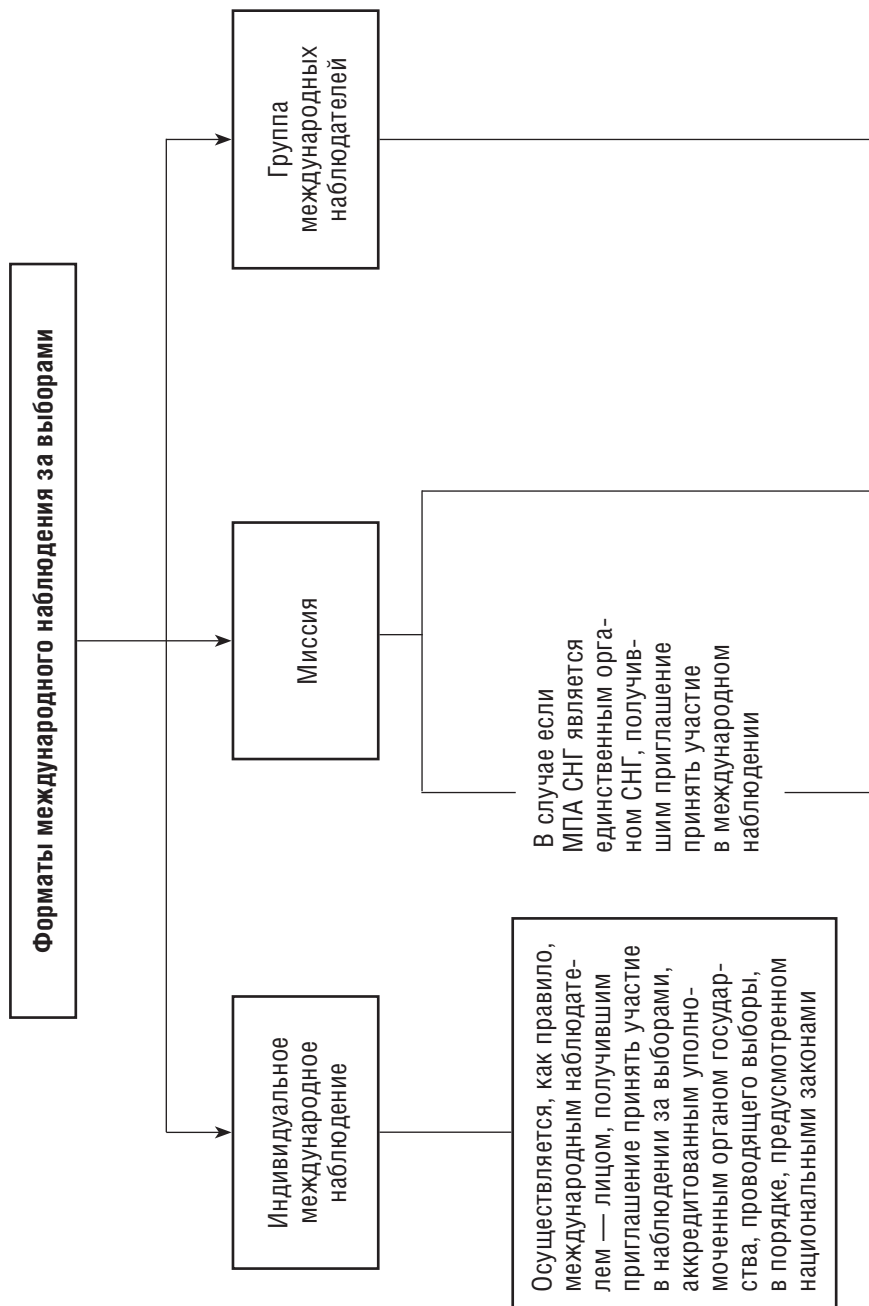 Форматы международного наблюдения за выборами
Индивидуальное
международное
наблюдение
Миссия
Группа
международных
наблюдателей
Осуществляется, как правило,
международным наблюдате-
лем — лицом, получившим
приглашение принять участие
в наблюдении за выборами,
аккредитованным уполно-
моченным органом государ-
ства, проводящего выборы,
в порядке, предусмотренном
национальными законами
В случае если
МПА СНГ является
единственным орга-
ном СНГ, получив-
шим приглашение
принять участие
в международном
наблюдении